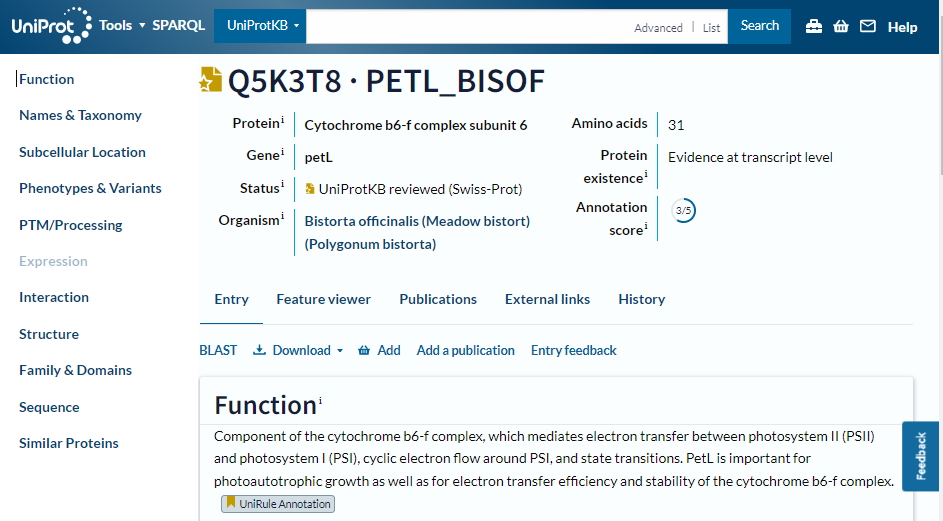 UniProt Tools SPARQL UniProtKB Advanced | List Search Help
Function
Names & Taxonomy
Subcellular Location
Phenotypes & Variants
PTM/Processing
Expression
Interaction
Structure
Family & Domains
Sequence
Similar Proteins
Q5K3T8 · PETL_BISOF
Protein i Cytochrome b6-f complex subunit 6
Gene i petL
Status i UniProtKB reviewed (Swiss-Prot)
Organism i Bistorta officinalis (Meadow bistort)
(Polygonum bistorta)
Amino acids 31
Protein Evidence at transcript level
existence i
Annotation 3/5
score i
Entry Feature viewer Publications External links History
BLAST Download Add Add a publication Entry feedback
Function i
Component of the cytochrome b6-f complex, which mediates electron transfer between photosystem II (PSII)
and photosystem I (PSI), cyclic electron flow around PSI, and state transitions. PetL is important for
photoautotrophic growth as well as for electron transfer efficiency and stability of the cytochrome b6-f complex.
UniRule Annotation
Feedback